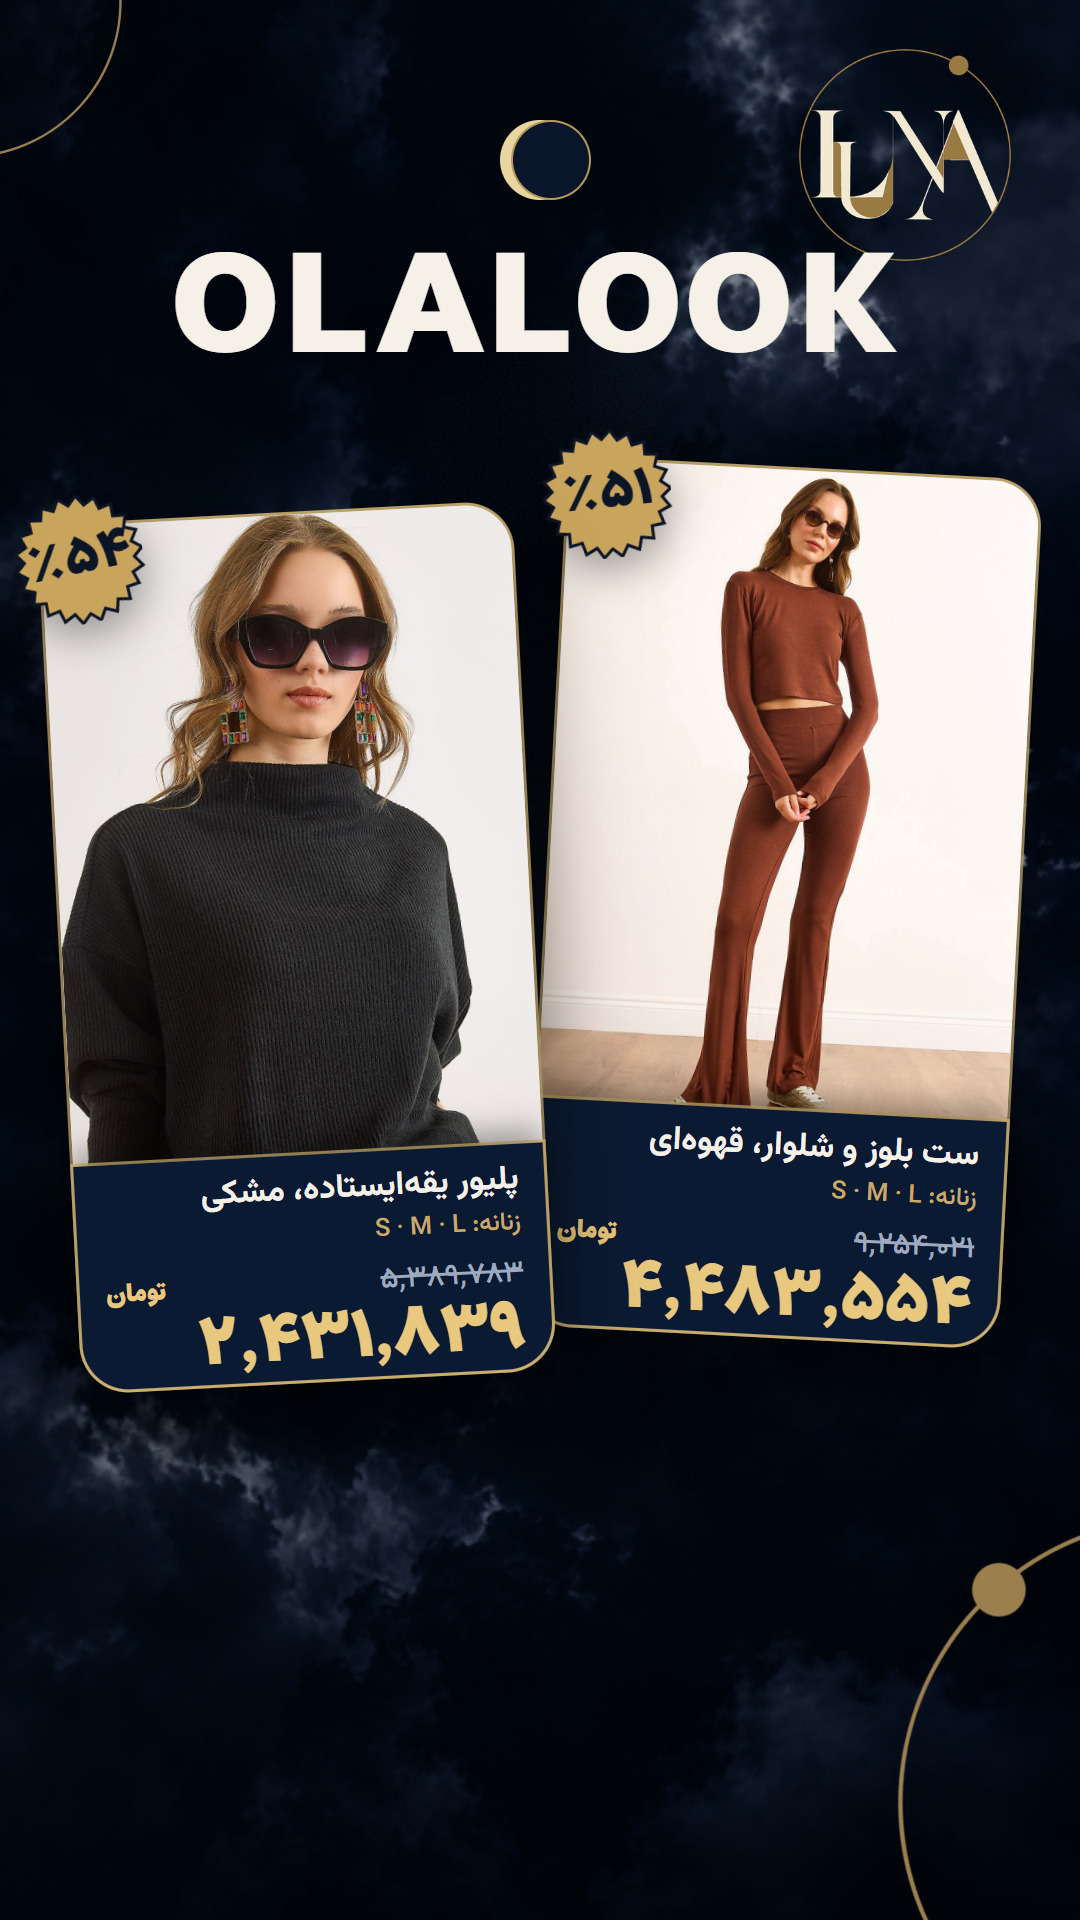 LUNA
OLALOOK
٪۵۱
ست بلوز و شلوار، قهوه‌ای
زنانه: S · M · L
۹,۲۵۴,۰۲۱
۴,۴۸۳,۵۵۴ تومان
٪۵۴
پلیور یقه‌ایستاده، مشکی
زنانه: S · M · L
۵,۳۸۹,۷۸۳
۲,۴۳۱,۸۳۹ تومان